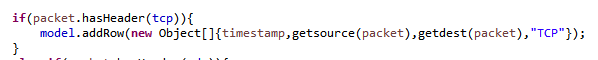 if(packet.hasHeader(tcp)){
model.addRow(new Object[]{timestamp,getsource(packet),getdest(packet),"TCP"});
}